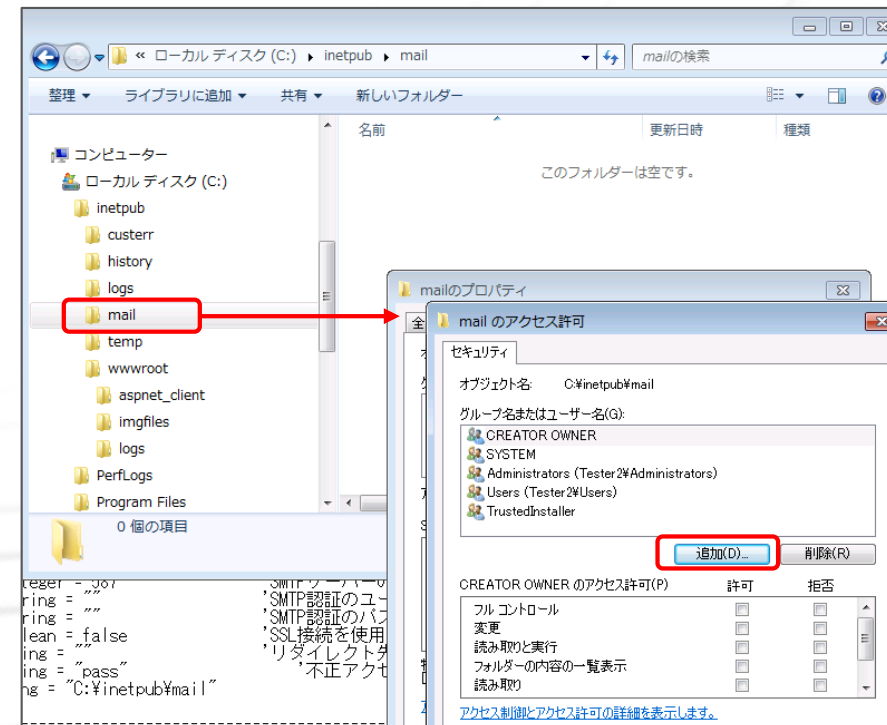 « ローカル ディスク (C:) ▸ inetpub ▸ mail
mailの検索
整理 ▼ ライブラリに追加 ▼ 共有 ▼ 新しいフォルダー
名前 更新日時 種類
このフォルダーは空です。
コンピューター
ローカル ディスク (C:)
inetpub
custerr
history
logs
mail
temp
wwwroot
aspnet_client
imgfiles
logs
PerfLogs
Program Files
0 個の項目
mailのプロパティ
全
mail のアクセス許可
セキュリティ
オブジェクト名: C:¥inetpub¥mail
グループ名またはユーザー名(G):
CREATOR OWNER
SYSTEM
Administrators (Tester2¥Administrators)
Users (Tester2¥Users)
TrustedInstaller
追加(D)... 削除(R)
CREATOR OWNER のアクセス許可(P) 許可 拒否
フル コントロール
変更
読み取りと実行
フォルダーの内容の一覧表示
読み取り
アクセス制御とアクセス許可の詳細を表示します。
ring = "" 'SMTP認証のユー
ring = "" 'SMTP認証のパス
lean = false 'SSL接続を使用
ing = "" 'リダイレクト先
ing = "pass" '不正アクセ
ng = "C:¥inetpub¥mail"